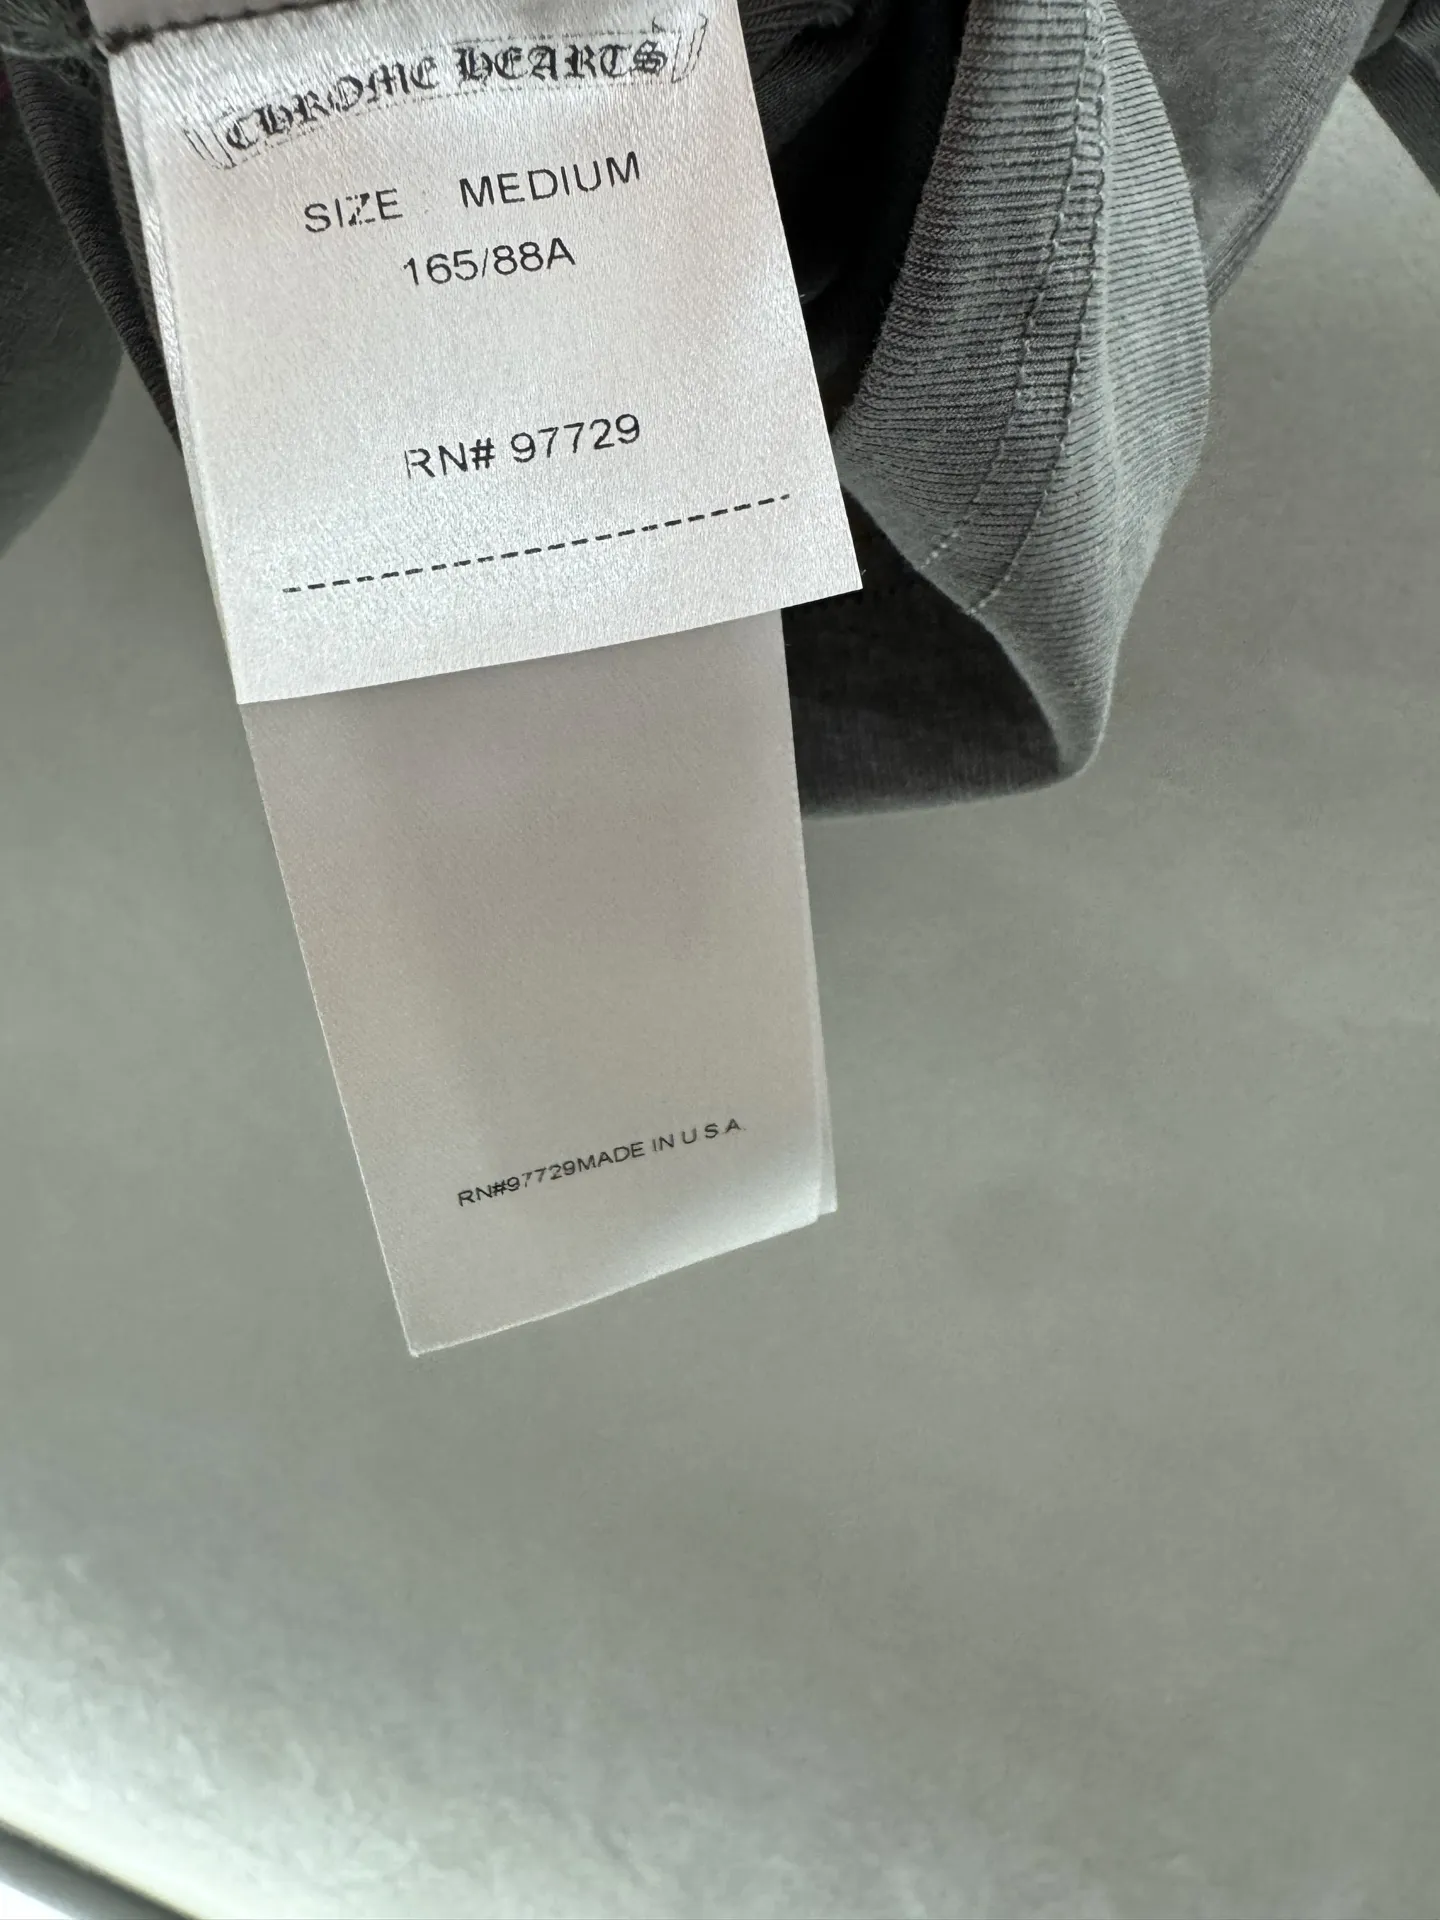 CHROME HEARTS
SIZE MEDIUM
165/88A
RN# 97729
RN#97729MADE IN U S A.